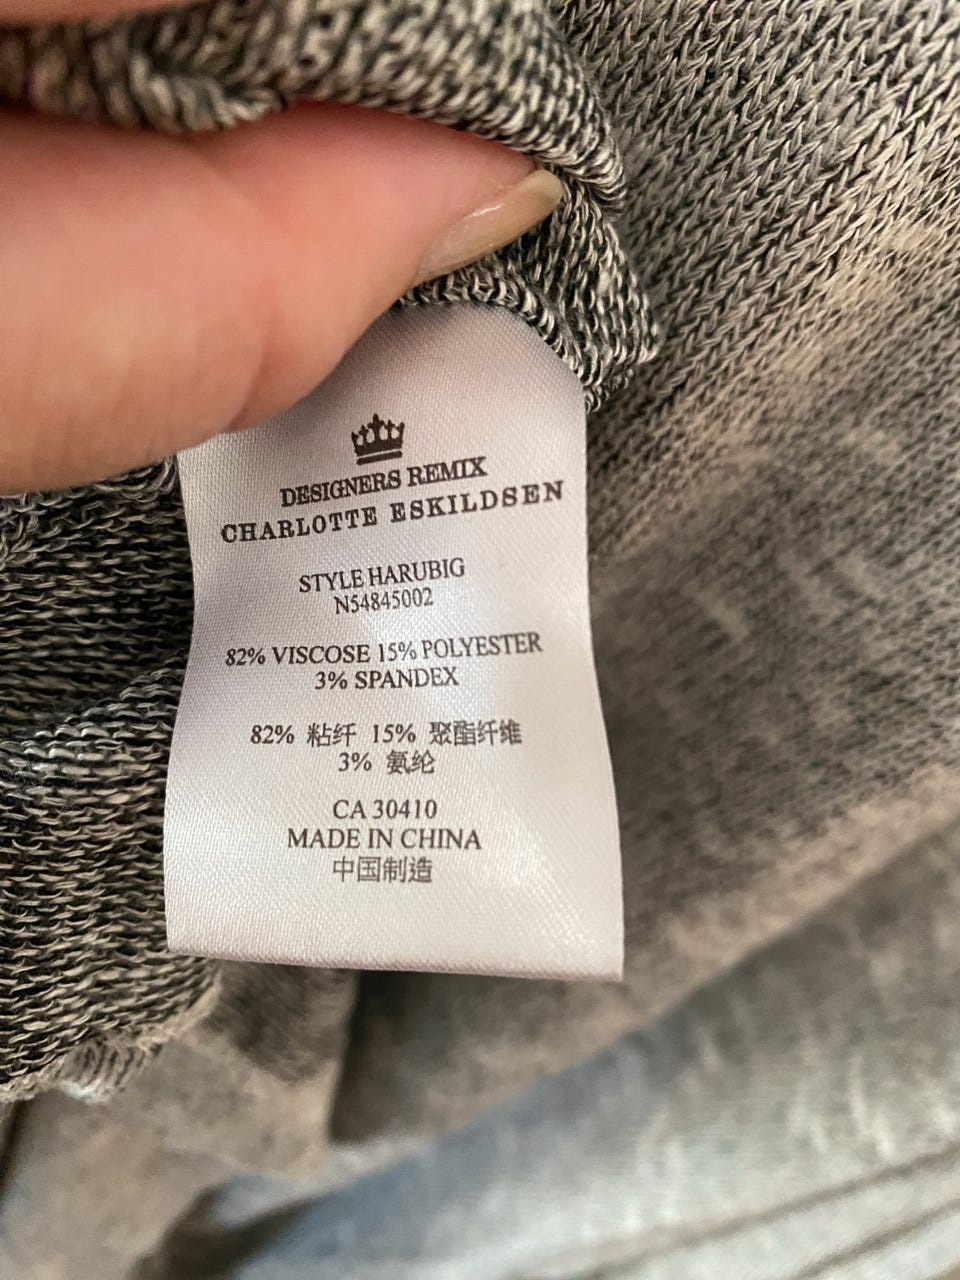 DESIGNERS REMIX
CHARLOTTE ESKILDSEN
STYLE HARUBIG
N54845002
82% VISCOSE 15% POLYESTER
3% SPANDEX
82% 粘纤 15% 聚酯纤维
3% 氨纶
CA 30410
MADE IN CHINA
中国制造